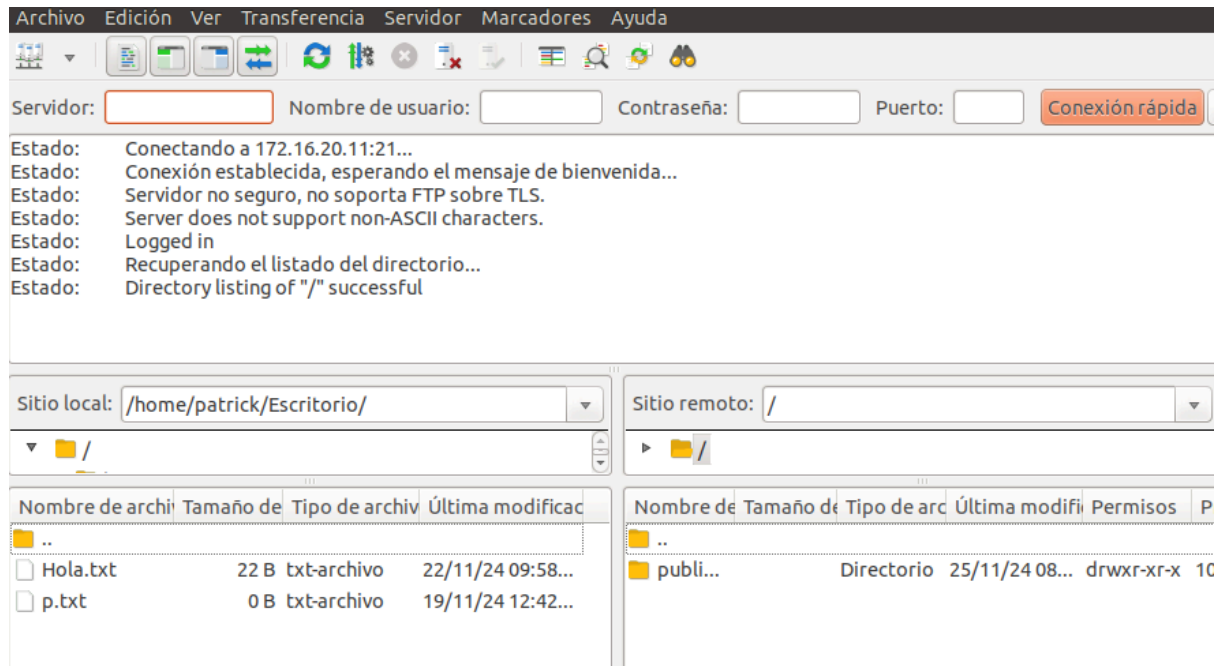 Archivo Edición Ver Transferencia Servidor Marcadores Ayuda
Servidor: Nombre de usuario: Contraseña: Puerto: Conexión rápida
Estado: Conectando a 172.16.20.11:21...
Estado: Conexión establecida, esperando el mensaje de bienvenida...
Estado: Servidor no seguro, no soporta FTP sobre TLS.
Estado: Server does not support non-ASCII characters.
Estado: Logged in
Estado: Recuperando el listado del directorio...
Estado: Directory listing of "/" successful
Sitio local: /home/patrick/Escritorio/
/
Nombre de archi Tamaño de Tipo de archiv Última modificac
..
Hola.txt 22 B txt-archivo 22/11/24 09:58...
p.txt 0 B txt-archivo 19/11/24 12:42...
Sitio remoto: /
/
Nombre de Tamaño de Tipo de arc Última modifi Permisos P
..
publi... Directorio 25/11/24 08... drwxr-xr-x 10